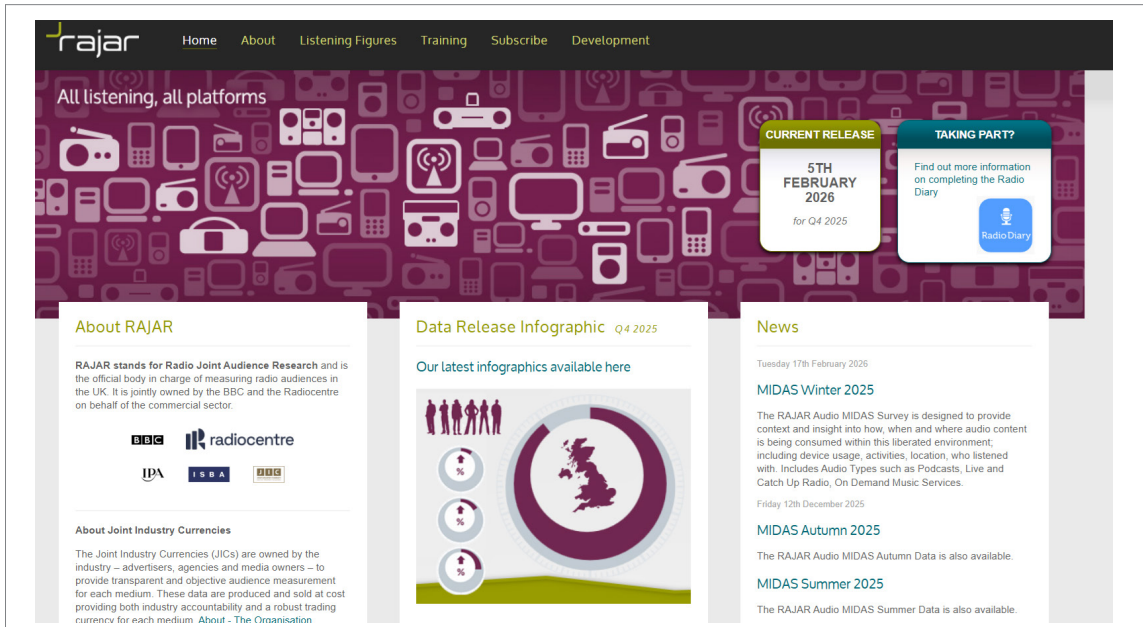 rajar
Home About Listening Figures Training Subscribe Development
All listening, all platforms
CURRENT RELEASE
5TH
FEBRUARY
2026
for Q4 2025
TAKING PART?
Find out more information
on completing the Radio
Diary
Radio Diary
About RAJAR
RAJAR stands for Radio Joint Audience Research and is
the official body in charge of measuring radio audiences in
the UK. It is jointly owned by the BBC and the Radiocentre
on behalf of the commercial sector.
BBC radiocentre
IPA ISBA JIC
About Joint Industry Currencies
The Joint Industry Currencies (JICs) are owned by the
industry – advertisers, agencies and media owners – to
provide transparent and objective audience measurement
for each medium. These data are produced and sold at cost
providing both industry accountability and a robust trading
currency for each medium. About - The Organisation
Data Release Infographic Q4 2025
Our latest infographics available here
%
%
%
News
Tuesday 17th February 2026
MIDAS Winter 2025
The RAJAR Audio MIDAS Survey is designed to provide
context and insight into how, when and where audio content
is being consumed within this liberated environment;
including device usage, activities, location, who listened
with. Includes Audio Types such as Podcasts, Live and
Catch Up Radio, On Demand Music Services.
Friday 12th December 2025
MIDAS Autumn 2025
The RAJAR Audio MIDAS Autumn Data is also available.
MIDAS Summer 2025
The RAJAR Audio MIDAS Summer Data is also available.